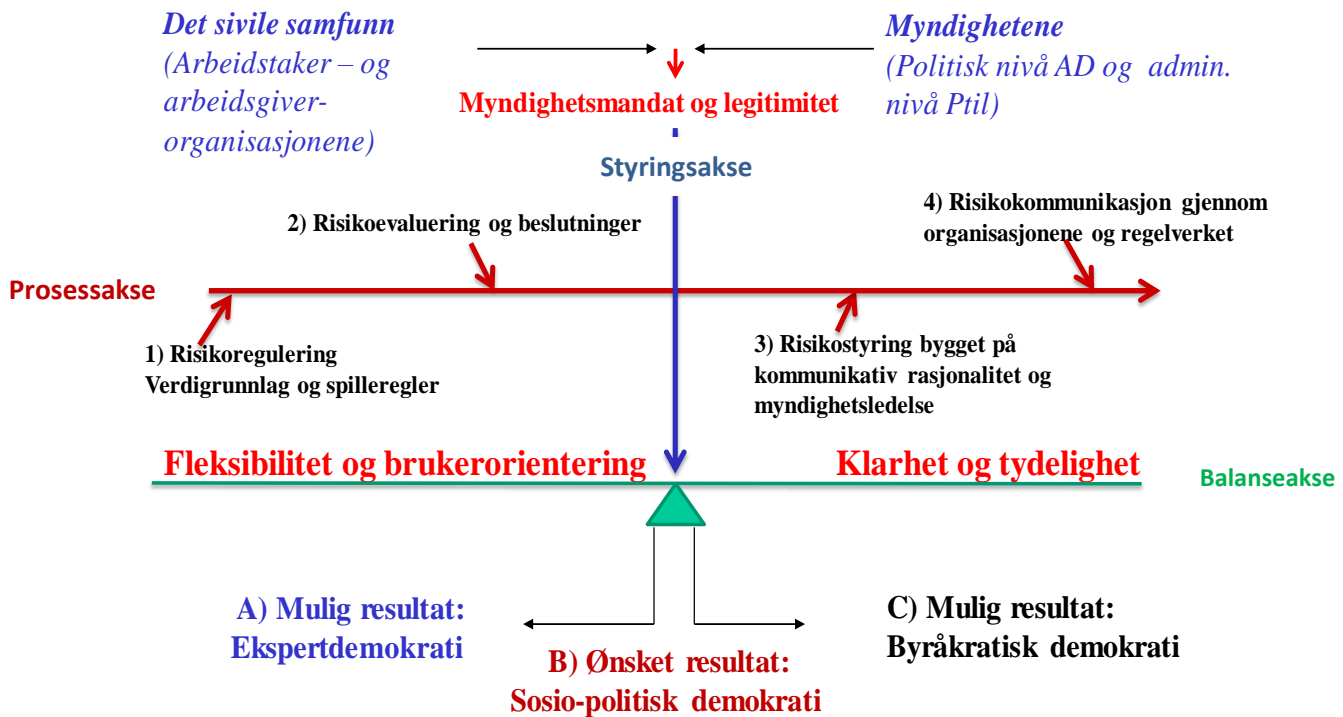 Det sivile samfunn
(Arbeidstaker – og
arbeidsgiver-
organisasjonene)
Myndighetene
(Politisk nivå AD og admin.
nivå Ptil)
Myndighetsmandat og legitimitet
Styringsakse
2) Risikoevaluering og beslutninger
4) Risikokommunikasjon gjennom
organisasjonene og regelverket
Prosessakse
1) Risikoregulering
Verdigrunnlag og spilleregler
3) Risikostyring bygget på
kommunikativ rasjonalitet og
myndighetsledelse
Fleksibilitet og brukerorientering
Klarhet og tydelighet
Balanseakse
A) Mulig resultat:
Ekspertdemokrati
B) Ønsket resultat:
Sosio-politisk demokrati
C) Mulig resultat:
Byråkratisk demokrati